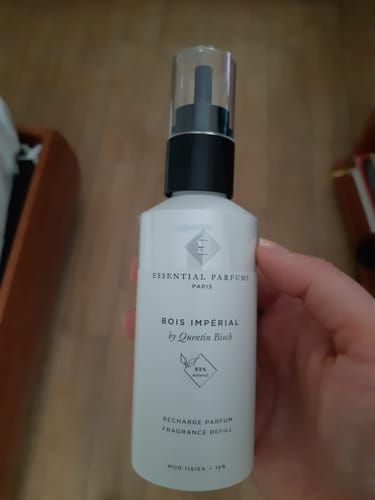 ESSENTIAL PARFUMS
PARIS
BOIS IMPÉRIAL
by Quentin Bisch
93%
Natural
RECHARGE PARFUM
FRAGRANCE REFILL